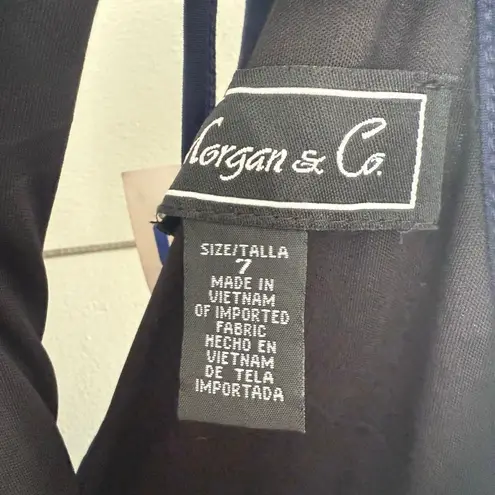 Morgan & Co.
SIZE/TALLA
7
MADE IN
VIETNAM
OF IMPORTED
FABRIC
HECHO EN
VIETNAM
DE TELA
IMPORTADA